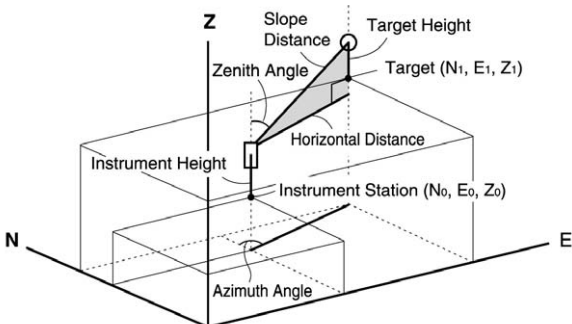 Z
Slope
Distance
Target Height
Zenith Angle
Target (N1, E1, Z1)
Horizontal Distance
Instrument Height
Instrument Station (N0, E0, Z0)
N
E
Azimuth Angle